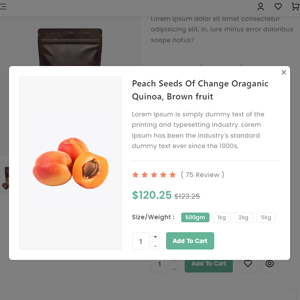 Lorem ipsum dolor sit amet consectetur
adipisicing elit. In, iure minus error doloribus
saepe natus?
Peach Seeds Of Change Oraganic
Quinoa, Brown fruit
Lorem Ipsum is simply dummy text of the
printing and typesetting industry. Lorem
Ipsum has been the industry's standard
dummy text ever since the 1900s,
( 75 Review )
$120.25 $123.25
Size/Weight : 500gm 1kg 2kg 5kg
1 + - Add To Cart
1 - Add To Cart